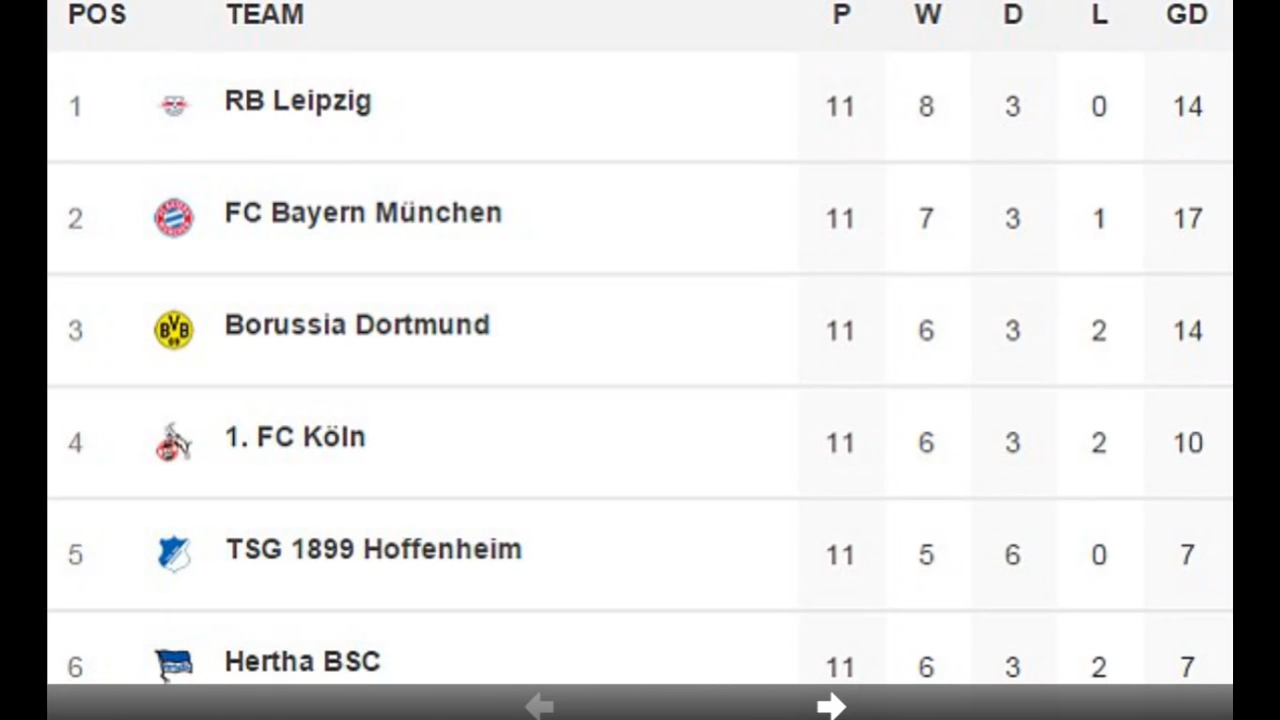 POS TEAM P W D L GD
1 RB Leipzig 11 8 3 0 14
2 FC Bayern München 11 7 3 1 17
3 BVB 09 Borussia Dortmund 11 6 3 2 14
4 1. FC Köln 11 6 3 2 10
5 TSG 1899 Hoffenheim 11 5 6 0 7
6 Hertha BSC 11 6 3 2 7